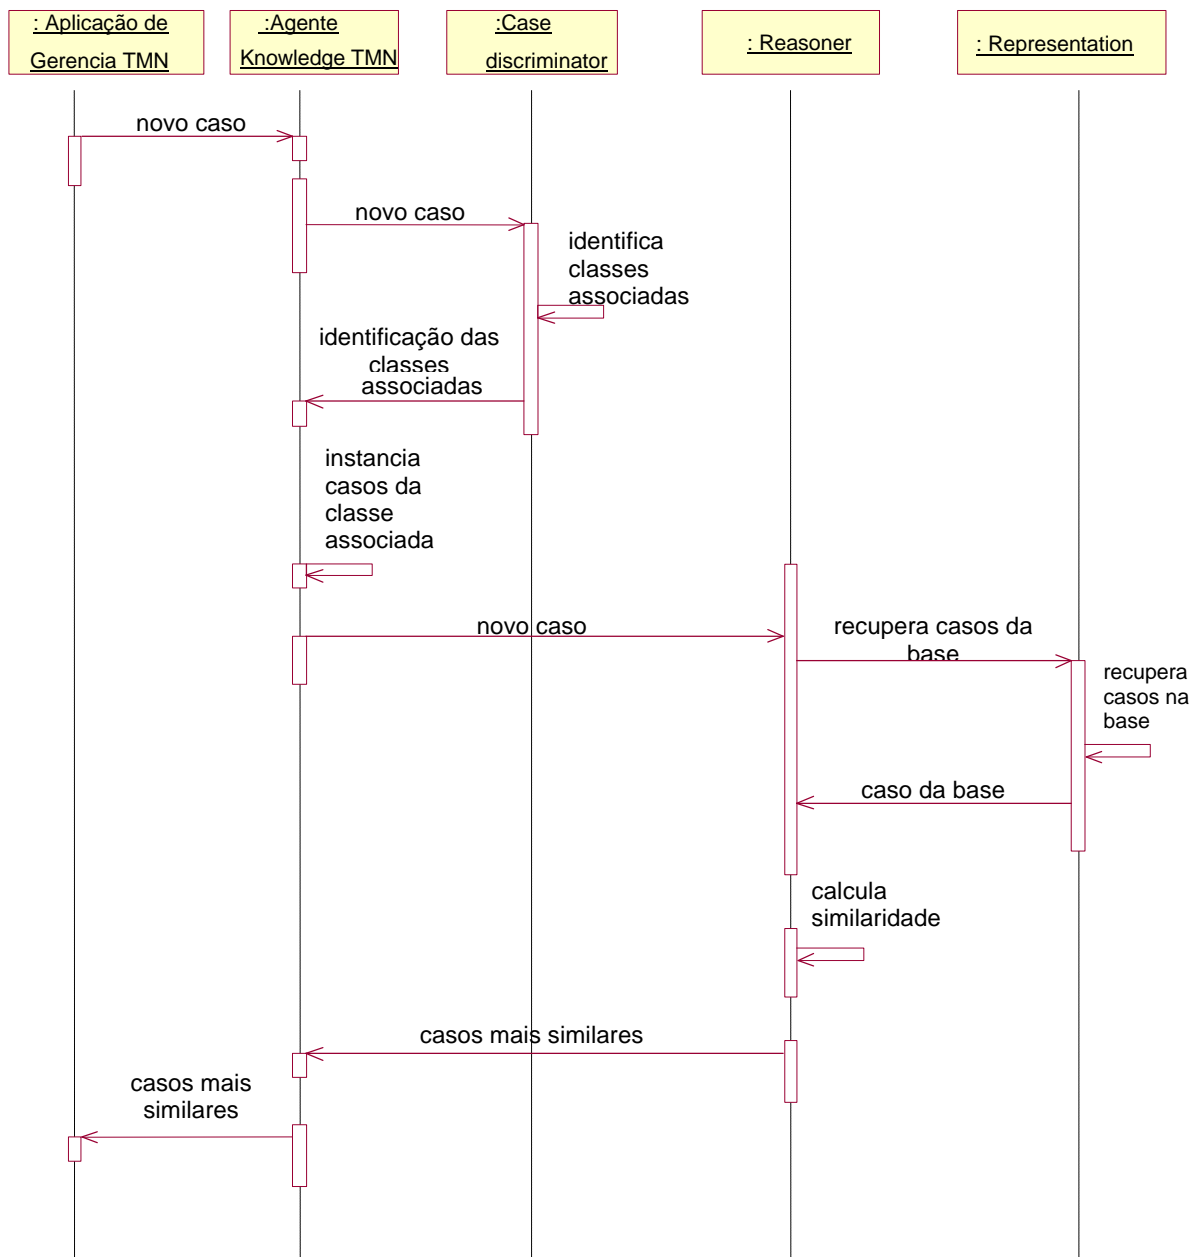 : Aplicação de
Gerencia TMN
:Agente
Knowledge TMN
:Case
discriminator
: Reasoner
: Representation
novo caso
novo caso
identifica
classes
associadas
identificação das
classes
associadas
instancia
casos da
classe
associada
novo caso
recupera casos da
base
recupera
casos na
base
caso da base
calcula
similaridade
casos mais similares
casos mais
similares